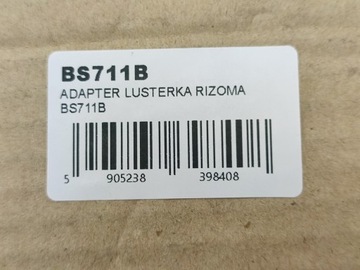 BS711B
ADAPTER LUSTERKA RIZOMA
BS711B
5 905238 398408